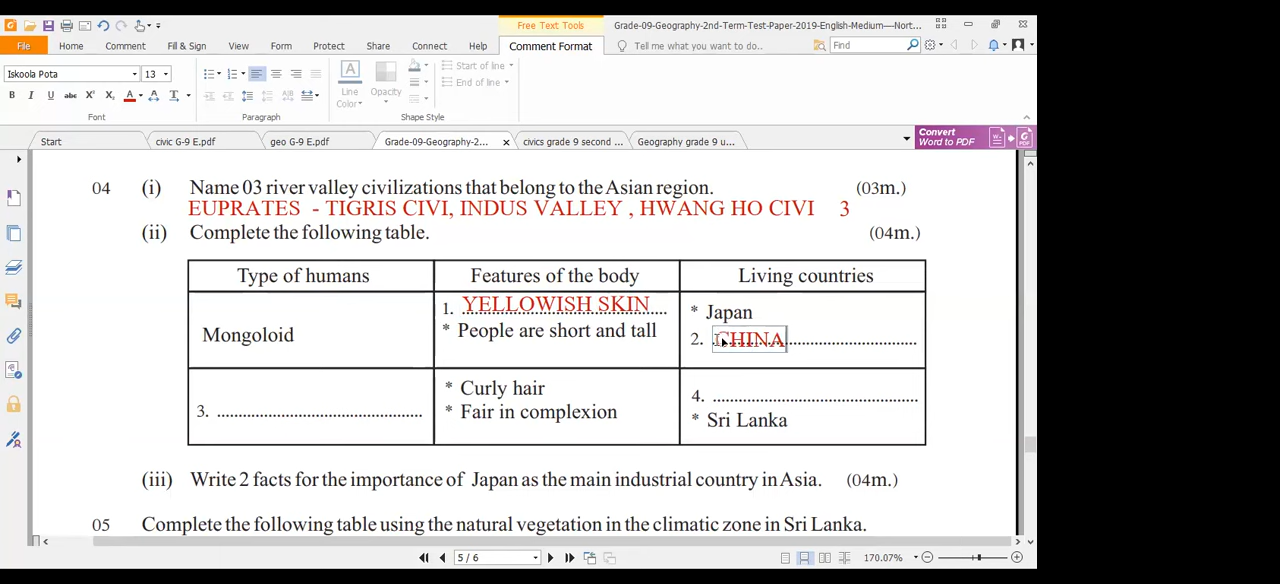 Free Text Tools
Grade-09-Geography-2nd-Term-Test-Paper-2019-English-Medium—Nort...
File Home Comment Fill & Sign View Form Protect Share Connect Help Comment Format Tell me what you want to do.. Find
Iskoola Pota 13
B I U abc X² X₂ A A T
Font Paragraph
Line Color Opacity
Start of line
End of line
Shape Style
Start civic G-9 E.pdf geo G-9 E.pdf Grade-09-Geography-2... civics grade 9 second ... Geography grade 9 u...
Convert
Word to PDF
04 (i) Name 03 river valley civilizations that belong to the Asian region. (03m.)
EUPRATES - TIGRIS CIVI, INDUS VALLEY , HWANG HO CIVI 3
(ii) Complete the following table. (04m.)
Type of humans Features of the body Living countries
Mongoloid
1. YELLOWISH SKIN
* People are short and tall
* Japan
2. CHINA
3. ..........................................
* Curly hair
* Fair in complexion
4. ..........................................
* Sri Lanka
(iii) Write 2 facts for the importance of Japan as the main industrial country in Asia. (04m.)
05 Complete the following table using the natural vegetation in the climatic zone in Sri Lanka.
5 / 6 170.07%